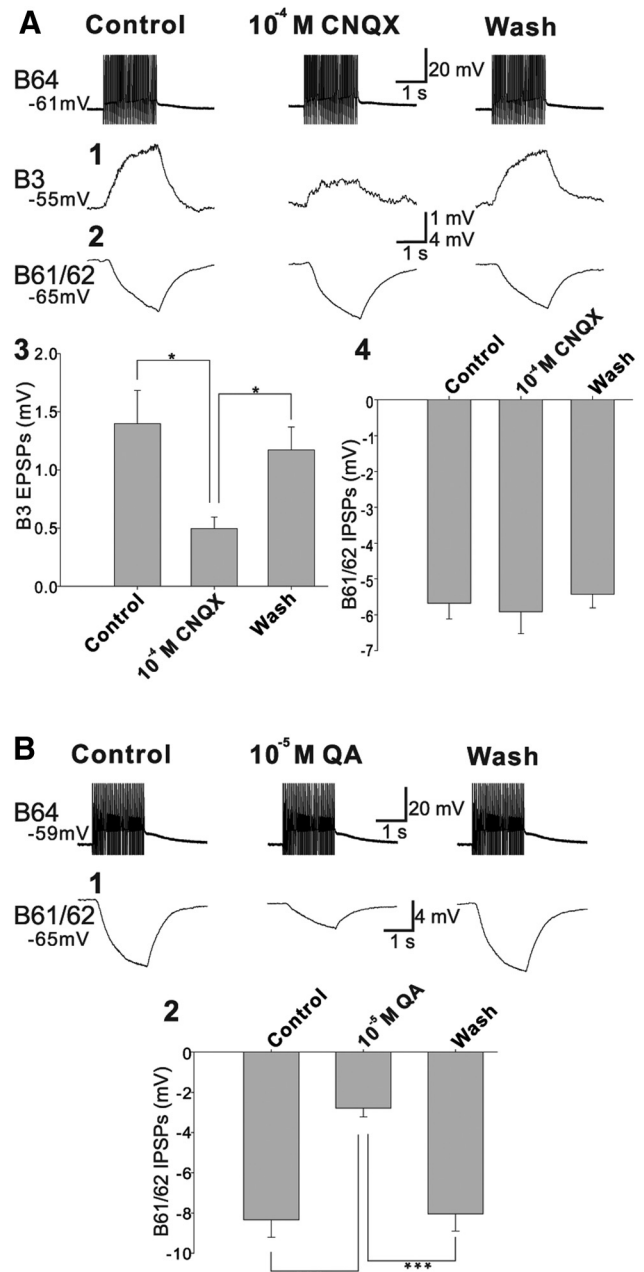 A
Control 10⁻⁴ M CNQX Wash
B64
-61mV
20 mV
1 s
1
B3
-55mV
1 mV
4 mV
1 s
2
B61/62
-65mV
3
B3 EPSPs (mV)
2.0
1.5
1.0
0.5
0.0
* *
Control 10⁻⁴ M CNQX Wash
4
Control 10⁻⁴ M CNQX Wash
B61/62 IPSPs (mV)
0
-1
-2
-3
-4
-5
-6
-7
B
Control 10⁻⁵ M QA Wash
B64
-59mV
20 mV
1 s
1
B61/62
-65mV
4 mV
1 s
2
Control 10⁻⁵ M QA Wash
B61/62 IPSPs (mV)
0
-2
-4
-6
-8
-10
***